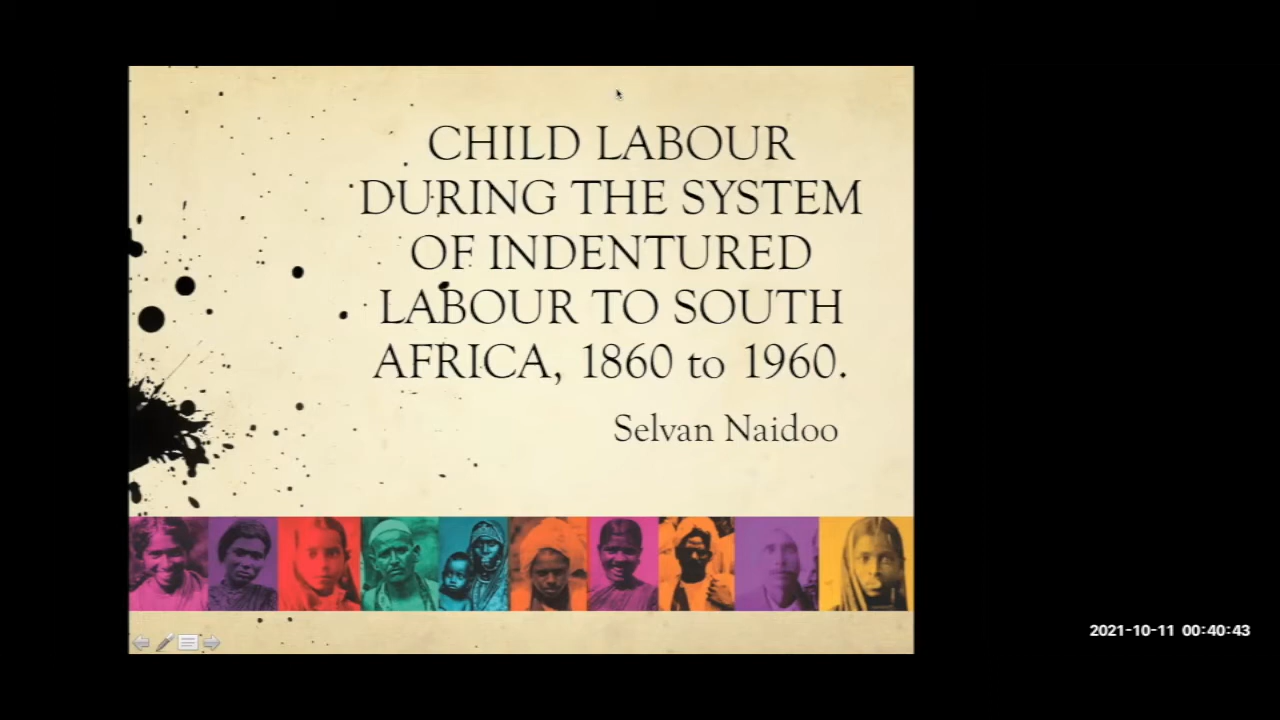 CHILD LABOUR
DURING THE SYSTEM
OF INDENTURED
LABOUR TO SOUTH
AFRICA, 1860 to 1960.
Selvan Naidoo
2021-10-11 00:40:43